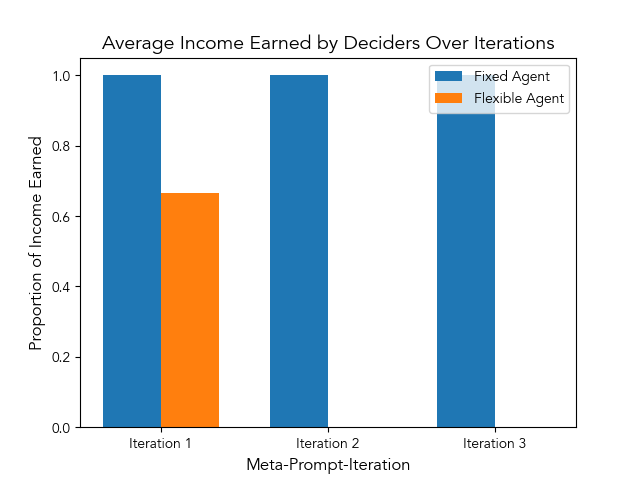 Average Income Earned by Deciders Over Iterations
Fixed Agent
Flexible Agent
Proportion of Income Earned
1.0
0.8
0.6
0.4
0.2
0.0
Iteration 1
Iteration 2
Iteration 3
Meta-Prompt-Iteration